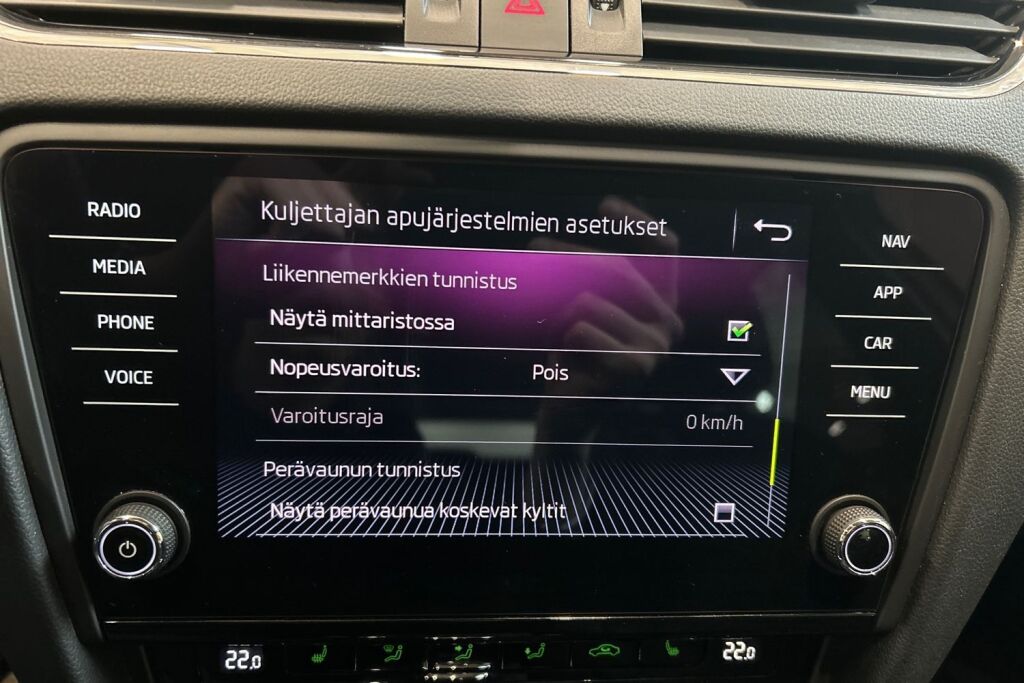 RADIO
MEDIA
PHONE
VOICE
Kuljettajan apujärjestelmien asetukset
Liikennemerkkien tunnistus
Näytä mittaristossa
Nopeusvaroitus: Pois
Varoitusraja 0 km/h
Perävaunun tunnistus
Näytä perävaunua koskevat kyltit
NAV
APP
CAR
MENU
22.0
22.0